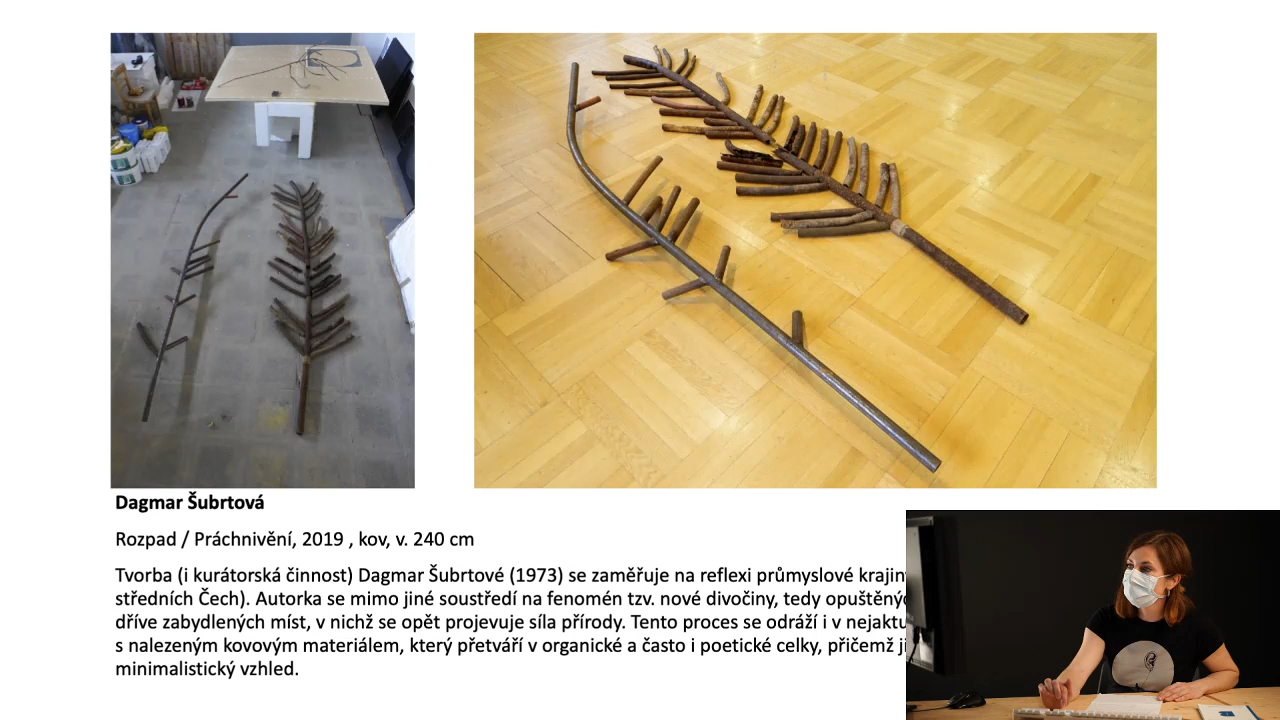 Dagmar Šubrtová
Rozpad / Práchnivění, 2019 , kov, v. 240 cm
Tvorba (i kurátorská činnost) Dagmar Šubrtové (1973) se zaměřuje na reflexi průmyslové
středních Čech). Autorka se mimo jiné soustředí na fenomén tzv. nové divočiny, tedy
dříve zabydlených míst, v nichž se opět projevuje síla přírody. Tento proces se odráží i v
s nalezeným kovovým materiálem, který přetváří v organické a často i poetické celky, přičemž
minimalistický vzhled.